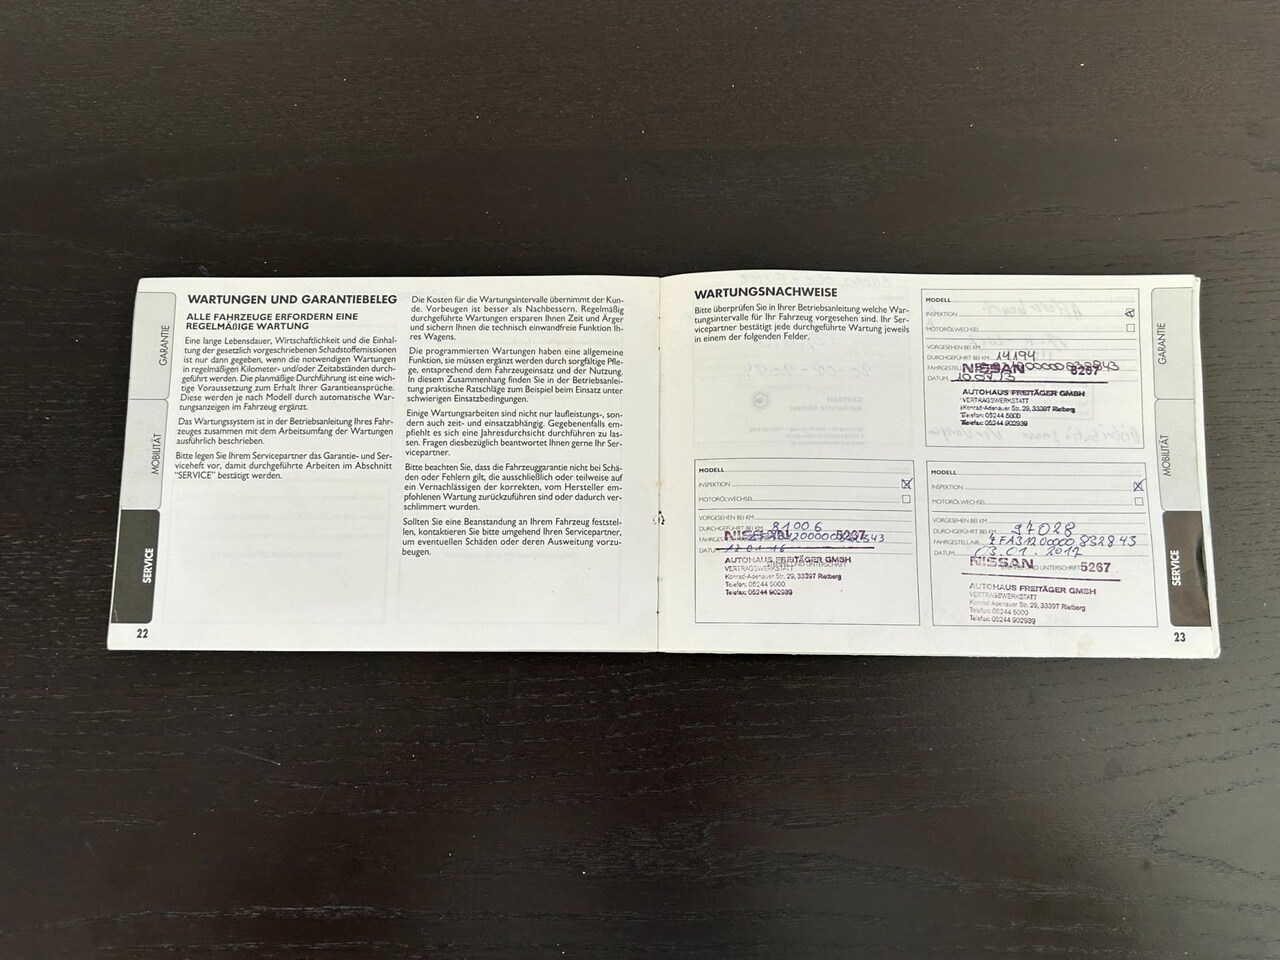 GARANTIE
MOBILITÄT
SERVICE
22
WARTUNGEN UND GARANTIEBELEG
ALLE FAHRZEUGE ERFORDERN EINE
REGELMÄßIGE WARTUNG
Eine lange Lebensdauer, Wirtschaftlichkeit und die Einhal-
tung der gesetzlich vorgeschriebenen Schadstoffemissionen
ist nur dann gegeben, wenn die notwendigen Wartungen
in regelmäßigen Kilometer- und/oder Zeitabständen durch-
geführt werden. Die planmäßige Durchführung ist eine wich-
tige Voraussetzung zum Erhalt Ihrer Garantieansprüche.
Diese werden je nach Modell durch automatische War-
tungsanzeigen im Fahrzeug ergänzt.
Das Wartungssystem ist in der Betriebsanleitung Ihres Fahr-
zeuges zusammen mit dem Arbeitsumfang der Wartungen
ausführlich beschrieben.
Bitte legen Sie Ihrem Servicepartner das Garantie- und Ser-
viceheft vor, damit durchgeführte Arbeiten im Abschnitt
"SERVICE" bestätigt werden.
Die Kosten für die Wartungsintervalle übernimmt der Kun-
de. Vorbeugen ist besser als Nachbessern. Regelmäßig
durchgeführte Wartungen ersparen Ihnen Zeit und Ärger
und sichern Ihnen die technisch einwandfreie Funktion Ih-
res Wagens.
Die programmierten Wartungen haben eine allgemeine
Funktion, sie müssen ergänzt werden durch sorgfältige Pfle-
ge, entsprechend dem Fahrzeugeinsatz und der Nutzung.
In diesem Zusammenhang finden Sie in der Betriebsanlei-
tung praktische Ratschläge zum Beispiel beim Einsatz unter
schwierigen Einsatzbedingungen.
Einige Wartungsarbeiten sind nicht nur laufleistungs-, son-
dern auch zeit- und einsatzabhängig. Gegebenenfalls em-
pfiehlt es sich eine Jahresdurchsicht durchführen zu las-
sen. Fragen diesbezüglich beantwortet Ihnen gerne Ihr Ser-
vicepartner.
Bitte beachten Sie, dass die Fahrzeuggarantie nicht bei Schä-
den oder Fehlern gilt, die ausschließlich oder teilweise auf
ein Vernachlässigen der korrekten, vom Hersteller em-
pfohlenen Wartung zurückzuführen sind oder dadurch ver-
schlimmert wurden.
Sollten Sie eine Beanstandung an Ihrem Fahrzeug feststel-
len, kontaktieren Sie bitte umgehend Ihren Servicepartner,
um eventuellen Schäden oder deren Ausweitung vorzu-
beugen.
WARTUNGSNACHWEISE
Bitte überprüfen Sie in Ihrer Betriebsanleitung welche War-
tungsintervalle für Ihr Fahrzeug vorgesehen sind. Ihr Ser-
vicepartner bestätigt jede durchgeführte Wartung jeweils
in einem der folgenden Felder.
MODELL
INSPEKTION
MOTORÖLWECHSEL
VORGESEHEN BEI KM
DURCHGEFÜHRT BEI KM 14194
NISSAN 5267
DATUM
AUTOHAUS FREITÄGER GMBH
VERTRAGSWERKSTATT
Konrad-Adenauer Str. 29, 33397 Rietberg
Telefon: 05244 5000
Telefax: 05244 902939
MODELL
INSPEKTION
MOTORÖLWECHSEL
VORGESEHEN BEI KM
DURCHGEFÜHRT BEI KM 81006
NISSAN 5267
DATUM 12 01 16
AUTOHAUS FREITÄGER GMBH
VERTRAGSWERKSTATT
Konrad-Adenauer Str. 29, 33397 Rietberg
Telefon: 05244 5000
Telefax: 05244 902939
MODELL
INSPEKTION
MOTORÖLWECHSEL
VORGESEHEN BEI KM
DURCHGEFÜHRT BEI KM 97028
FAHRGESTELL-NR. ZFA3120000 832843
DATUM 03.01.2017
NISSAN UNTERSCHRIFT 5267
AUTOHAUS FREITÄGER GMBH
VERTRAGSWERKSTATT
Konrad-Adenauer Str. 29, 33397 Rietberg
Telefon: 05244 5000
Telefax: 05244 902939
GARANTIE
MOBILITÄT
SERVICE
23